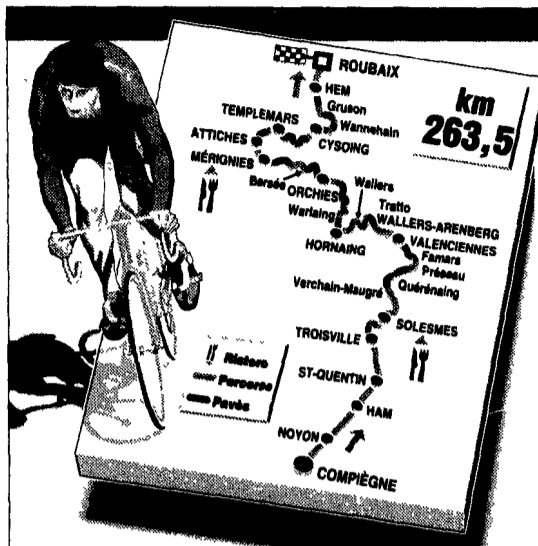 ROUBAIX
km
263,5
HEM
Gruson
Wannehain
TEMPLEMARS
CYSOING
ATTICHES
MÉRIGNIES
Bersée
ORCHIES
Wallers
Warlaing
Tratto
WALLERS-ARENBERG
HORNAING
VALENCIENNES
Famars
Préseau
Quérénaing
Verchain-Maugré
SOLESMES
TROISVILLE
Ristoro
Percorso
Pavès
ST-QUENTIN
HAM
NOYON
COMPIÈGNE